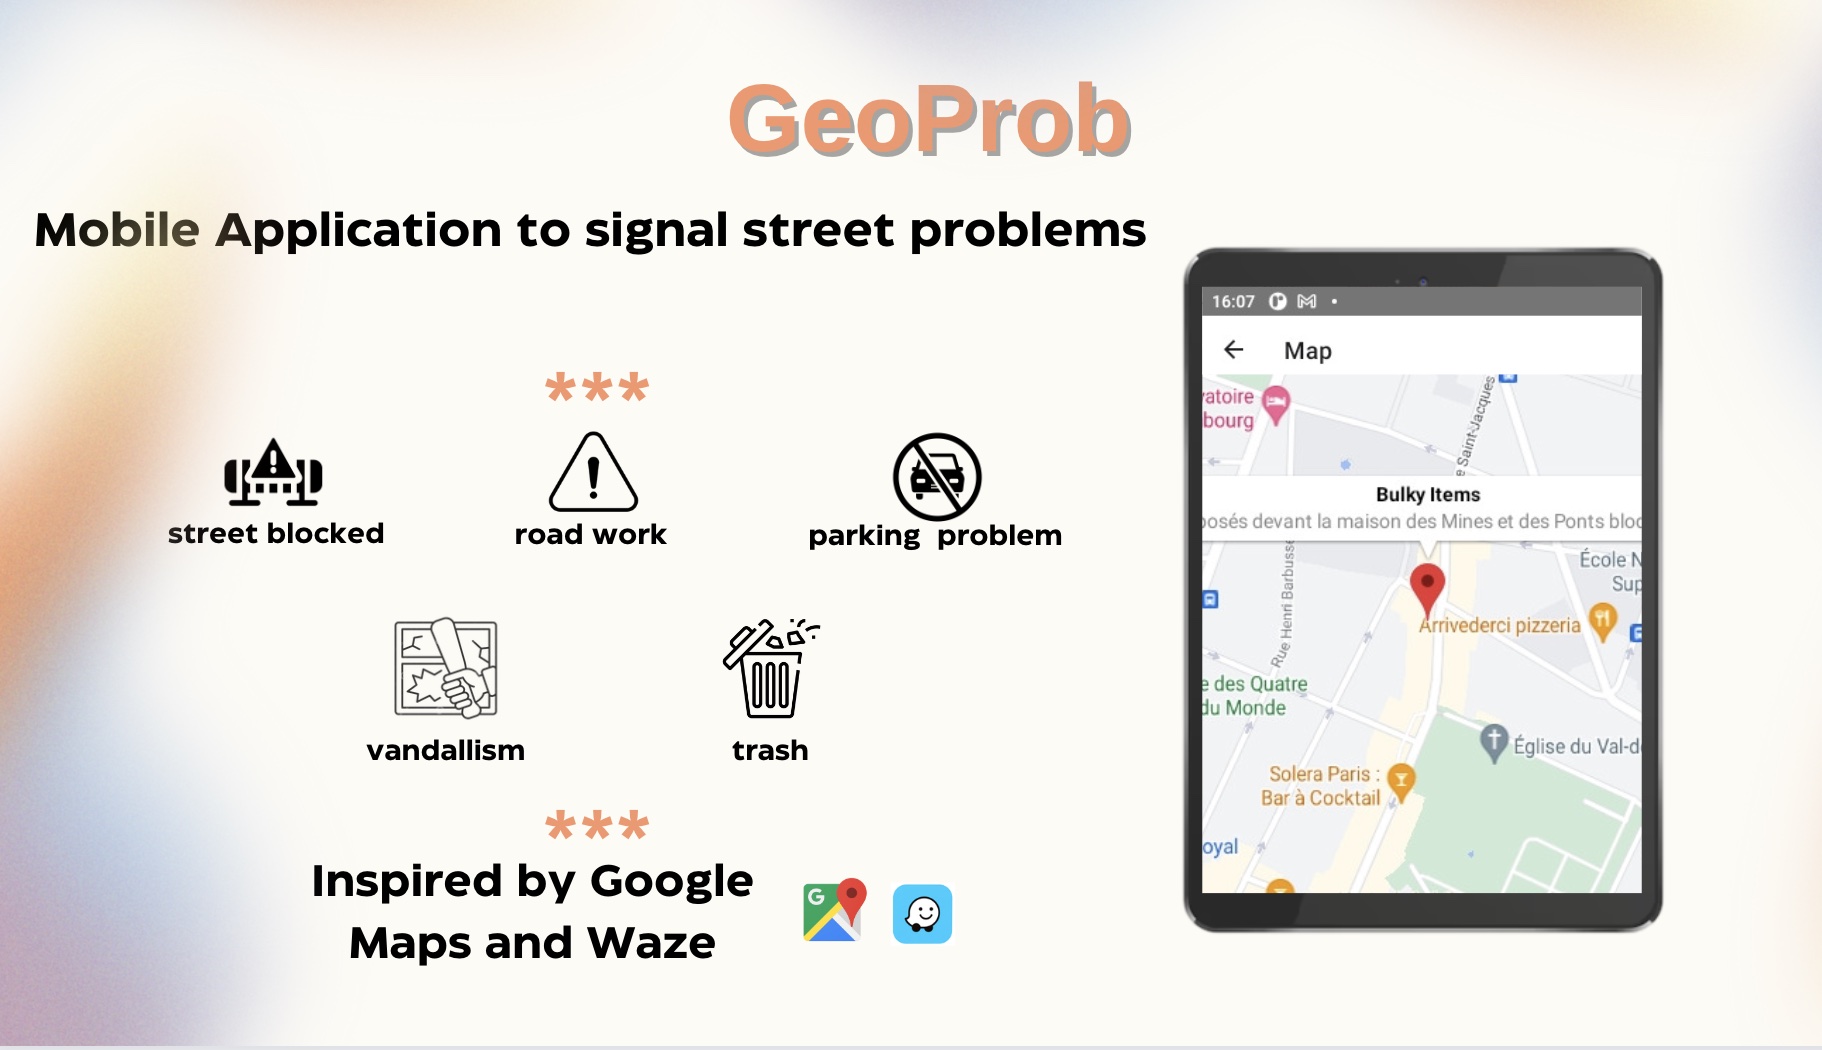 GeoProb
Mobile Application to signal street problems
***
street blocked
road work
parking problem
vandallism
trash
***
Inspired by Google
Maps and Waze
G
16:07
Map
vatoire
bourg
e Saint-Jacques
Bulky Items
posés devant la maison des Mines et des Ponts bloc
Rue Henri Barbusse
École N
Sup
Arrivederci pizzeria
e des Quatre
du Monde
Église du Val-d
Solera Paris :
Bar à Cocktail
oyal